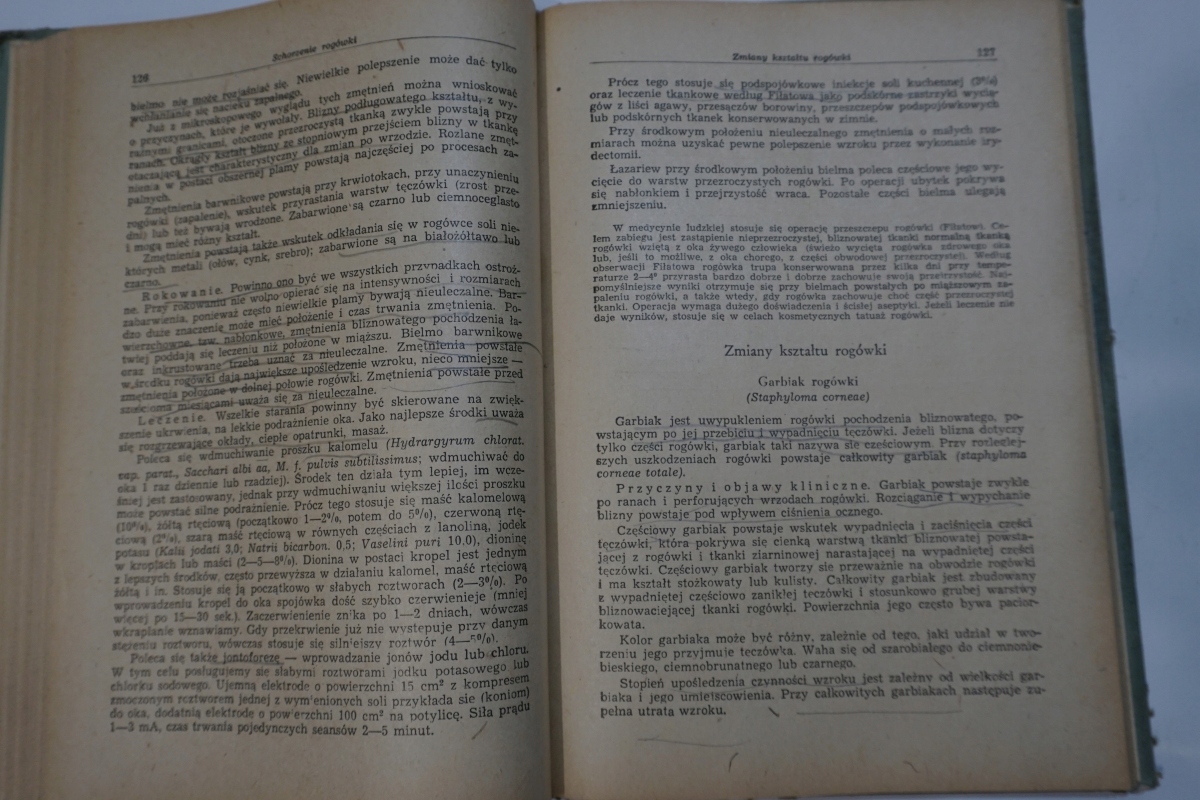 126
Schorzenie rogówki
bielmo nie może rozjaśniać się. Niewielkie polepszenie może dać tylko
wchłanianie się nacieku zapalnego.
Już z mikroskopowego wyglądu tych zmętnień można wnioskować
o przyczynach, które je wywołały. Blizny podługowatego kształtu, z wy-
raźnymi granicami, otoczone przezroczystą tkanką zwykle powstają przy
ranach. Okrągły kształt blizny ze stopniowym przejściem blizny w tkankę
otaczającą jest charakterystyczny dla zmian po wrzodzie. Rozlane zmęt-
nienia w postaci obszernej plamy powstają najczęściej po procesach za-
palnych.
Zmętnienia barwnikowe powstają przy krwiotokach, przy unaczynieniu
rogówki (zapalenie), wskutek przyrastania warstw tęczówki (zrost prze-
dni) lub też bywają wrodzone. Zabarwione są czarno lub ciemnoceglasto
i mogą mieć różny kształt.
Zmętnienia powstają także wskutek odkładania się w rogówce soli nie-
których metali (ołów, cynk, srebro); zabarwione są na białożółtawo lub
czarno.
Rokowanie. Powinno ono być we wszystkich przypadkach ostroż-
ne. Przy rokowaniu nie wolno opierać się na intensywności i rozmiarach
zabarwienia, ponieważ często niewielkie plamy bywają nieuleczalne. Bar-
dzo duże znaczenie może mieć położenie i czas trwania zmętnienia. Po-
wierzchowne, tzw. nabłonkowe, zmętnienia bliznowatego pochodzenia ła-
twiej poddają się leczeniu niż położone w miąższu. Bielmo barwnikowe
oraz inkrustowane trzeba uznać za nieuleczalne. Zmętnienia powstałe
w środku rogówki dają największe upośledzenie wzroku, nieco mniejsze —
zmętnienia położone w dolnej połowie rogówki. Zmętnienia powstałe przed
sześcioma miesiącami uważa się za nieuleczalne.
Leczenie. Wszelkie starania powinny być skierowane na zwięk-
szenie ukrwienia, na lekkie podrażnienie oka. Jako najlepsze środki uważa
się rozgrzewające okłady, ciepłe opatrunki, masaż.
Poleca się wdmuchiwanie proszku kalomelu (Hydrargyrum chlorat.
vap. parat., Sacchari albi aa, M. f. pulvis subtilissimus; wdmuchiwać do
oka 1 raz dziennie lub rzadziej). Środek ten działa tym lepiej, im wcze-
śniej jest zastosowany, jednak przy wdmuchiwaniu większej ilości proszku
może powstać silne podrażnienie. Prócz tego stosuje się maść kalomelową
(10%), żółtą rtęciową (początkowo 1—2%, potem do 5%), czerwoną rtę-
ciową (2%), szarą maść rtęciową w równych częściach z lanoliną, jodek
potasu (Kalii jodati 3,0; Natrii bicarbon. 0,5; Vaselini puri 10,0), dioninę
w kroplach lub maści (2—5—8%). Dionina w postaci kropel jest jednym
z lepszych środków, często przewyższa w działaniu kalomel, maść rtęciową
żółtą i in. Stosuje się ją początkowo w słabych roztworach (2—3%). Po
wprowadzeniu kropel do oka spojówka dość szybko czerwienieje (mniej
więcej po 15—30 sek.). Zaczerwienienie znika po 1—2 dniach, wówczas
wkrapianie wznawiamy. Gdy przekrwienie już nie występuje przy danym
stężeniu roztworu, wówczas stosuje się silniejszy roztwór (4—5%).
Poleca się także jontoforezę — wprowadzanie jonów jodu lub chloru.
W tym celu posługujemy się słabymi roztworami jodku potasowego lub
chlorku sodowego. Ujemną elektrode o powierzchni 15 cm² z kompresem
zmoczonym roztworem jednej z wymienionych soli przykłada się (koniom)
do oka, dodatnią elektrode o powierzchni 100 cm² na potylicę. Siła prądu
1—3 mA, czas trwania pojedynczych seansów 2—5 minut.
Zmiany kształtu rogówki
127
Prócz tego stosuje się podspojówkowe iniekcje soli kuchennej (3%)
oraz leczenie tkankowe według Fiłatowa jako podskórne zastrzyki wycią-
gów z liści agawy, przesączów borowiny, przeszczepów podspojówkowych
lub podskórnych tkanek konserwowanych w zimnie.
Przy środkowym położeniu nieuleczalnego zmętnienia o małych roz-
miarach można uzyskać pewne polepszenie wzroku przez wykonanie iry-
dectomii.
Łazariew przy środkowym położeniu bielma poleca częściowe jego wy-
cięcie do warstw przezroczystych rogówki. Po operacji ubytek pokrywa
się nabłonkiem i przejrzystość wraca. Pozostałe części bielma ulegają
zmniejszeniu.
W medycynie ludzkiej stosuje się operację przeszczepu rogówki (Fiłatow). Ce-
lem zabiegu jest zastąpienie nieprzezroczystej, bliznowatej tkanki normalną tkanką
rogówki wziętą z oka żywego człowieka (świeżo wycięta rogówka zdrowego oka
lub, jeśli to możliwe, z oka chorego, z części obwodowej przezroczystej). Według
obserwacji Fiłatowa rogówka trupa konserwowana przez kilka dni przy tempe-
raturze 2—4° przyrasta bardzo dobrze i dobrze zachowuje swoją przejrzystość. Naj-
pomyślniejsze wyniki otrzymuje się przy bielmach powstałych po miąższowym za-
paleniu rogówki, a także wtedy, gdy rogówka zachowuje choć część przezroczystej
tkanki. Operacja wymaga dużego doświadczenia i ścisłej aseptyki. Jeżeli leczenie nie
daje wyników, stosuje się w celach kosmetycznych tatuaż rogówki.
Zmiany kształtu rogówki
Garbiak rogówki
(Staphyloma corneae)
Garbiak jest uwypukleniem rogówki pochodzenia bliznowatego, po-
wstającym po jej przebiciu i wypadnięciu tęczówki. Jeżeli blizna dotyczy
tylko części rogówki, garbiak taki nazywa się częściowym. Przy rozleglej-
szych uszkodzeniach rogówki powstaje całkowity garbiak (staphyloma
corneae totale).
Przyczyny i objawy kliniczne. Garbiak powstaje zwykle
po ranach i perforujących wrzodach rogówki. Rozciąganie i wypychanie
blizny powstaje pod wpływem ciśnienia ocznego.
Częściowy garbiak powstaje wskutek wypadnięcia i zaciśnięcia części
tęczówki, która pokrywa się cienką warstwą tkanki bliznowatej powsta-
jącej z rogówki i tkanki ziarninowej narastającej na wypadniętej części
tęczówki. Częściowy garbiak tworzy się przeważnie na obwodzie rogówki
i ma kształt stożkowaty lub kulisty. Całkowity garbiak jest zbudowany
z wypadniętej częściowo zanikłej tęczówki i stosunkowo grubej warstwy
bliznowaciejącej tkanki rogówki. Powierzchnia jego często bywa pacior-
kowata.
Kolor garbiaka może być różny, zależnie od tego, jaki udział w two-
rzeniu jego przyjmuje tęczówka. Waha się od szarobiałego do ciemnonie-
bieskiego, ciemnobrunatnego lub czarnego.
Stopień upośledzenia czynności wzroku jest zależny od wielkości gar-
biaka i jego umiejscowienia. Przy całkowitych garbiakach następuje zu-
pełna utrata wzroku.